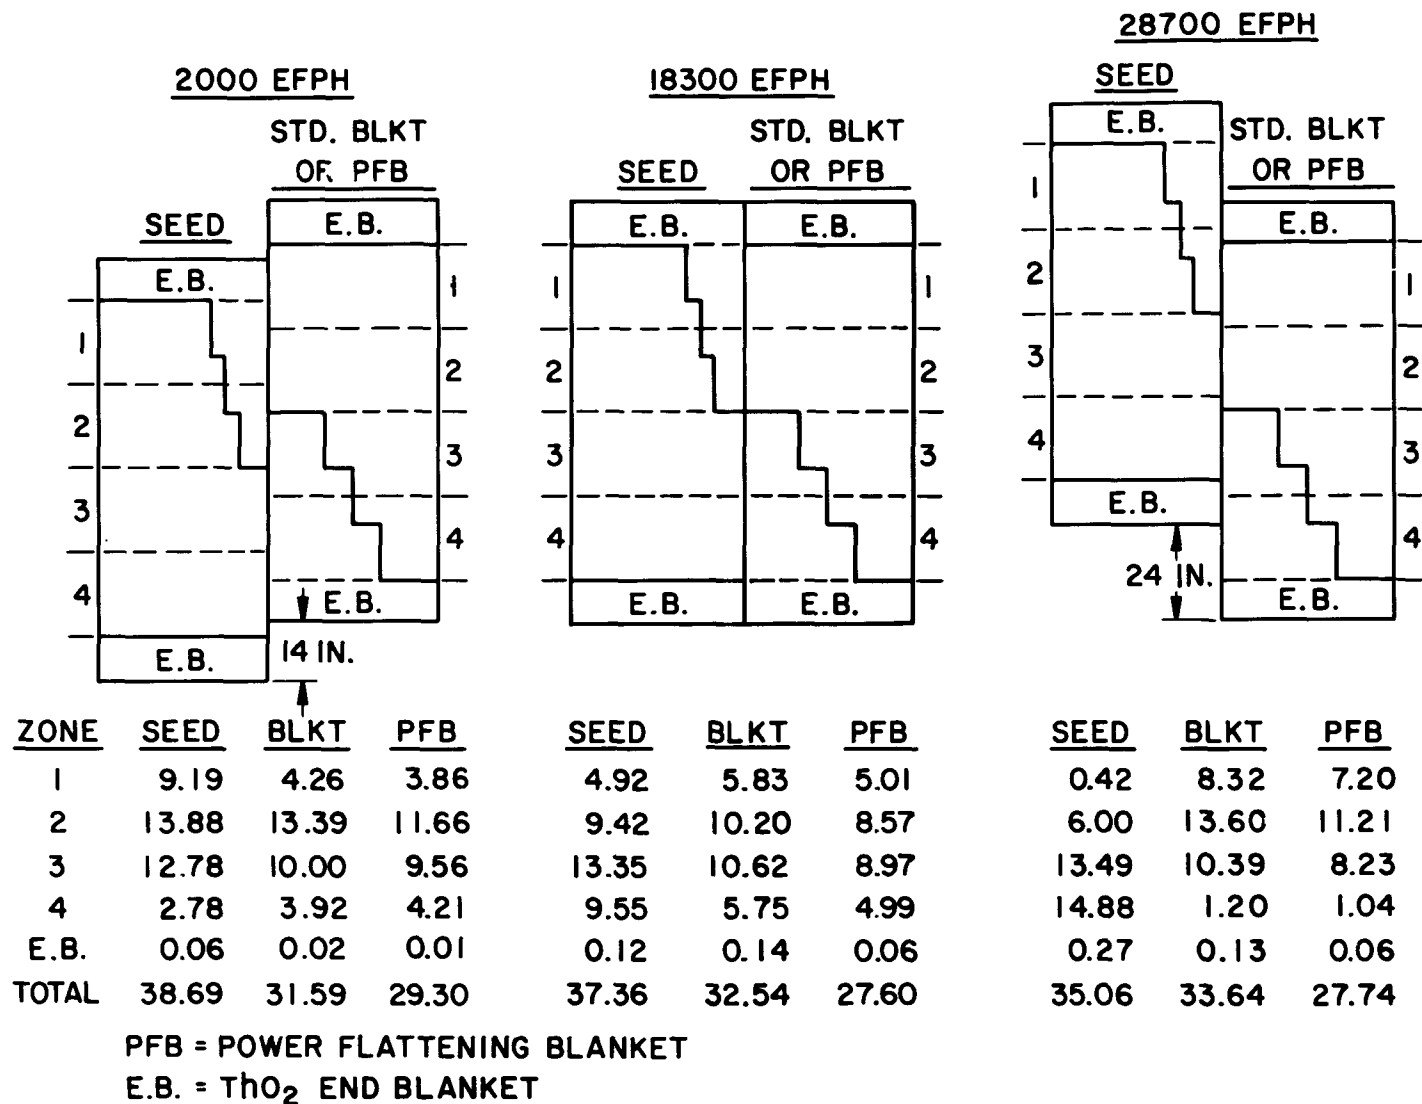 28700 EFPH
2000 EFPH
18300 EFPH
SEED
STD. BLKT
OR PFB
SEED
E.B.
E.B.
1
2
3
4
E.B.
E.B.
14 IN.
1
2
3
4
STD. BLKT
OR PFB
SEED
E.B.
E.B.
1
2
3
4
1
2
3
4
E.B.
E.B.
E.B.
STD. BLKT
OR PFB
E.B.
1
2
3
4
E.B.
24 IN.
1
2
3
4
E.B.
ZONE SEED BLKT PFB SEED BLKT PFB SEED BLKT PFB
1 9.19 4.26 3.86 4.92 5.83 5.01 0.42 8.32 7.20
2 13.88 13.39 11.66 9.42 10.20 8.57 6.00 13.60 11.21
3 12.78 10.00 9.56 13.35 10.62 8.97 13.49 10.39 8.23
4 2.78 3.92 4.21 9.55 5.75 4.99 14.88 1.20 1.04
E.B. 0.06 0.02 0.01 0.12 0.14 0.06 0.27 0.13 0.06
TOTAL 38.69 31.59 29.30 37.36 32.54 27.60 35.06 33.64 27.74
PFB = POWER FLATTENING BLANKET
E.B. = ThO2 END BLANKET